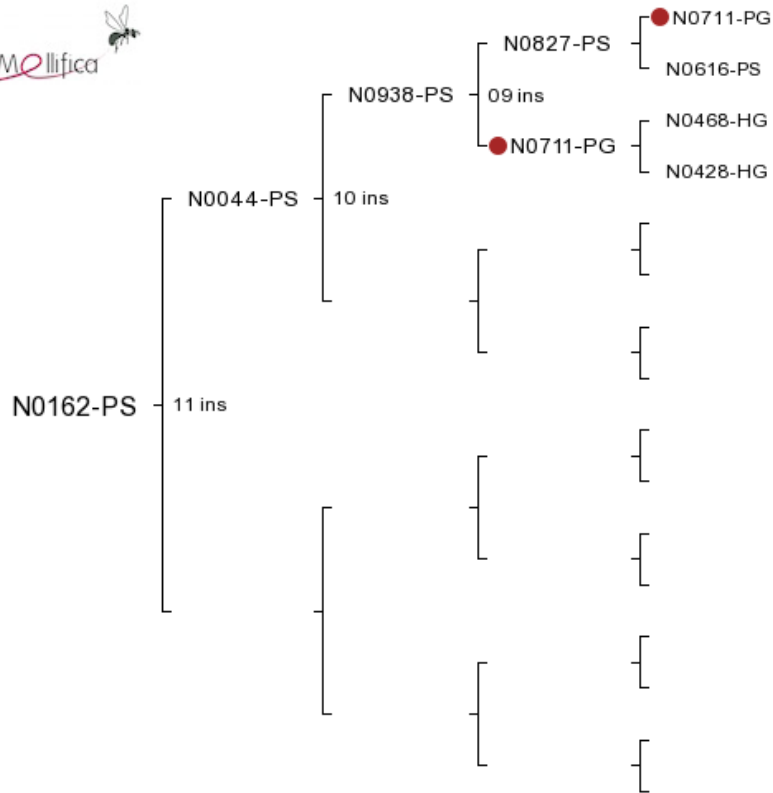 Mellifica
N0711-PG
N0827-PS
N0616-PS
N0938-PS
09 ins
N0468-HG
N0711-PG
N0428-HG
N0044-PS
10 ins
N0162-PS
11 ins